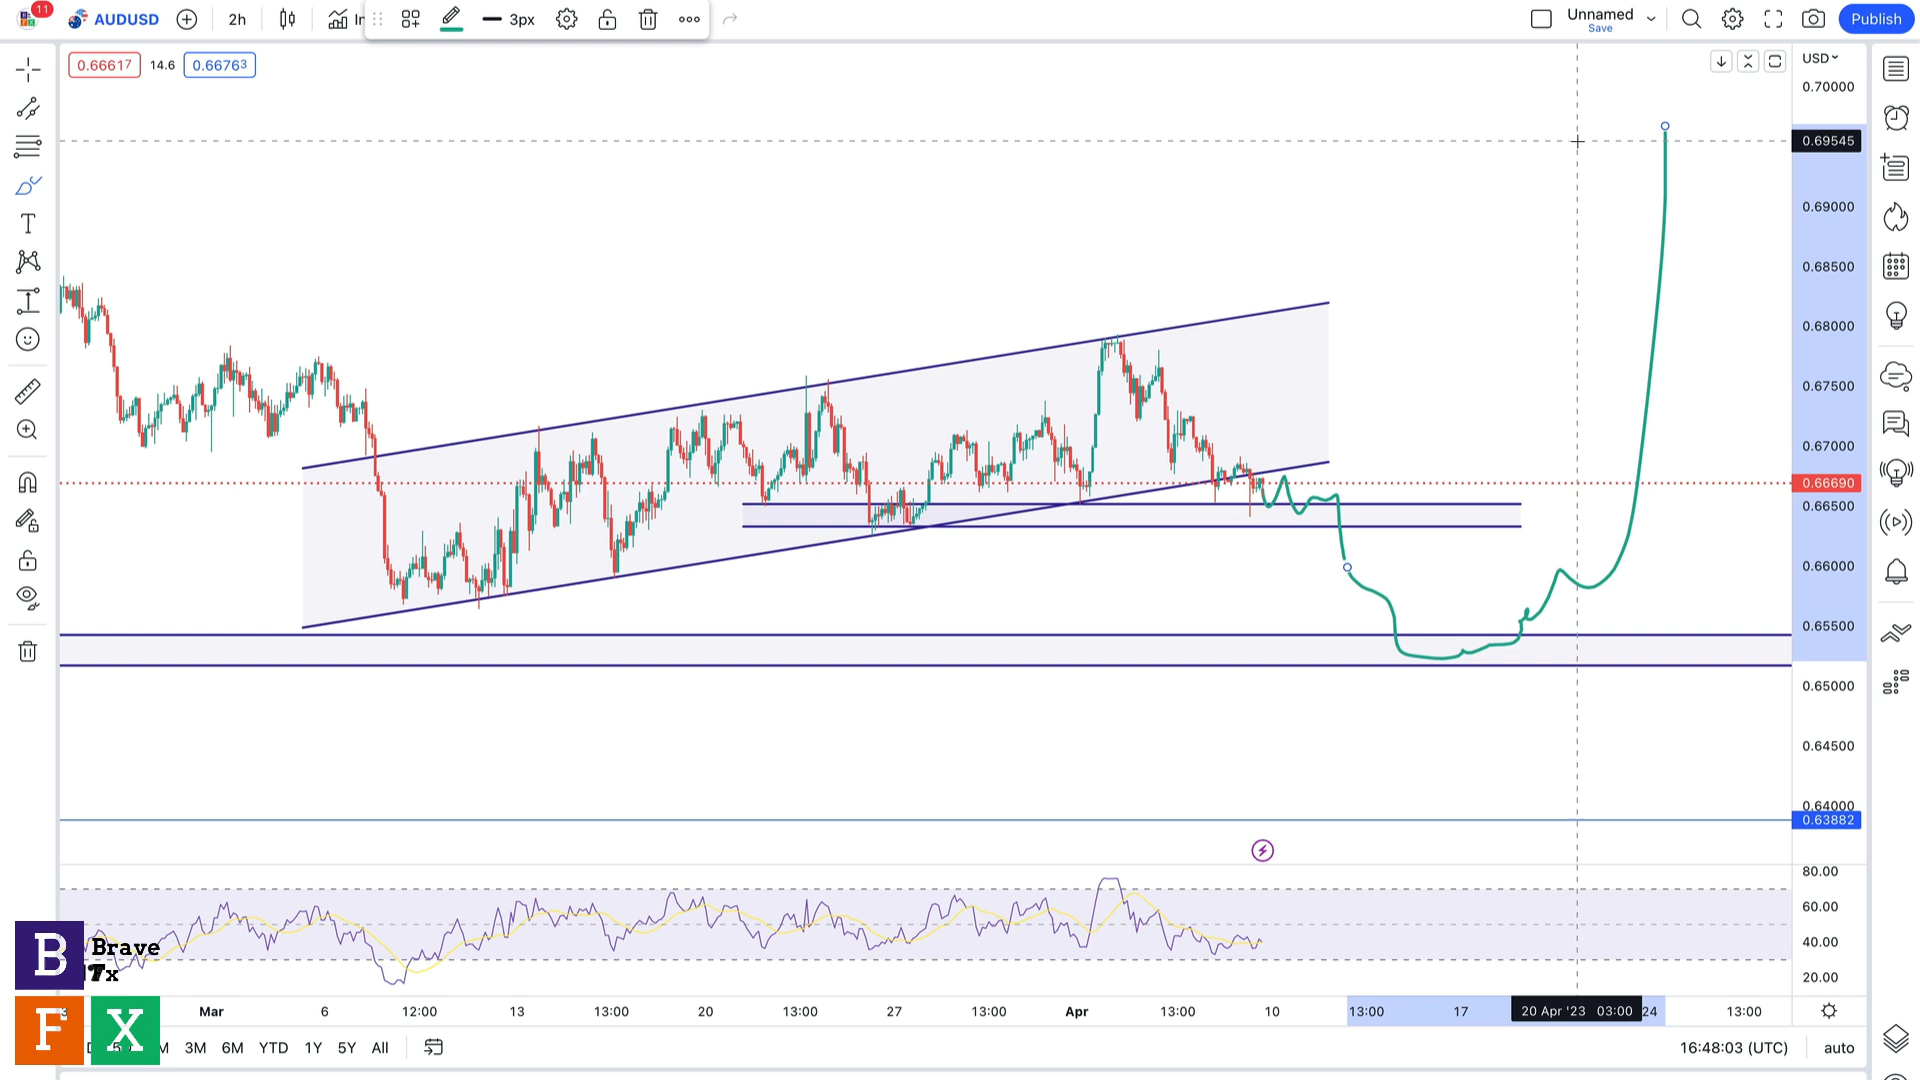 11
AUDUSD
2h
In
3px
Unnamed
Save
Publish
0.66617
14.6
0.66763
USD
0.70000
0.69545
0.69000
0.68500
0.68000
0.67500
0.67000
0.66690
0.66500
0.66000
0.65500
0.65000
0.64500
0.64000
0.63882
80.00
60.00
40.00
20.00
B
Brave
F
X
Mar
6
12:00
13
13:00
20
13:00
27
13:00
Apr
13:00
10
13:00
17
20 Apr '23 03:00
24
13:00
3M
6M
YTD
1Y
5Y
All
16:48:03 (UTC)
auto